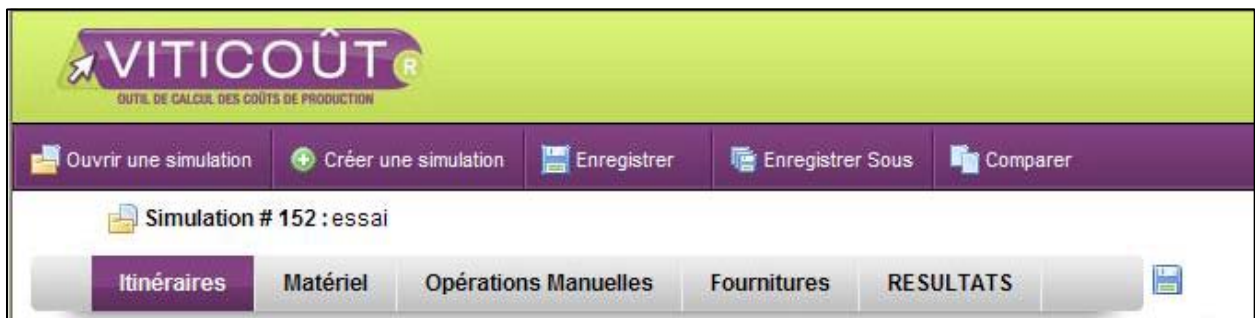 VITICOÛT R
OUTIL DE CALCUL DES COÛTS DE PRODUCTION
Ouvrir une simulation Créer une simulation Enregistrer Enregistrer Sous Comparer
Simulation # 152 : essai
Itinéraires Matériel Opérations Manuelles Fournitures RESULTATS